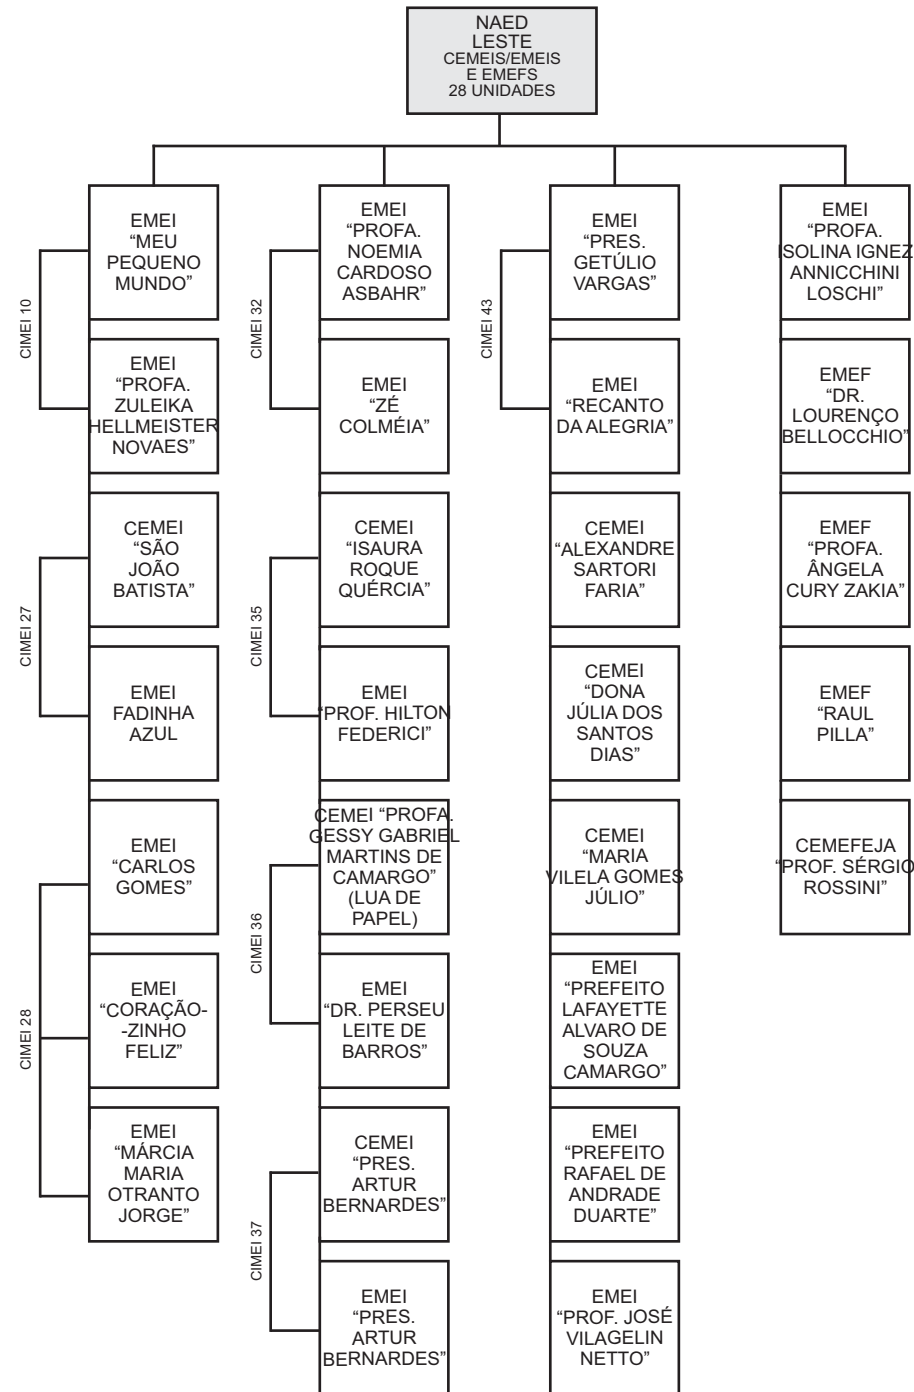 NAED
LESTE
CEMEIS/EMEIS
E EMEFS
28 UNIDADES
CIMEI 10
EMEI
“MEU
PEQUENO
MUNDO”
EMEI
“PROFA.
ZULEIKA
HELLMEISTER
NOVAES”
CIMEI 27
CEMEI
“SÃO
JOÃO
BATISTA”
EMEI
FADINHA
AZUL
CIMEI 28
EMEI
“CARLOS
GOMES”
EMEI
“CORAÇÃO-
-ZINHO
FELIZ”
EMEI
“MÁRCIA
MARIA
OTRANTO
JORGE”
CIMEI 32
EMEI
“PROFA.
NOEMIA
CARDOSO
ASBAHR”
EMEI
“ZÉ
COLMÉIA”
CIMEI 35
CEMEI
“ISAURA
ROQUE
QUÉRCIA”
EMEI
“PROF. HILTON
FEDERICI”
CIMEI 36
CEMEI “PROFA.
GESSY GABRIEL
MARTINS DE
CAMARGO”
(LUA DE
PAPEL)
EMEI
“DR. PERSEU
LEITE DE
BARROS”
CIMEI 37
CEMEI
“PRES.
ARTUR
BERNARDES”
EMEI
“PRES.
ARTUR
BERNARDES”
CIMEI 43
EMEI
“PRES.
GETÚLIO
VARGAS”
EMEI
“RECANTO
DA ALEGRIA”
CEMEI
“ALEXANDRE
SARTORI
FARIA”
CEMEI
“DONA
JÚLIA DOS
SANTOS
DIAS”
CEMEI
“MARIA
VILELA GOMES
JÚLIO”
EMEI
“PREFEITO
LAFAYETTE
ALVARO DE
SOUZA
CAMARGO”
EMEI
“PREFEITO
RAFAEL DE
ANDRADE
DUARTE”
EMEI
“PROF. JOSÉ
VILAGELIN
NETTO”
EMEI
“PROFA.
ISOLINA IGNEZ
ANNICCHINI
LOSCHI”
EMEF
“DR.
LOURENÇO
BELLOCCHIO”
EMEF
“PROFA.
ÂNGELA
CURY ZAKIA”
EMEF
“RAUL
PILLA”
CEMEFEJA
“PROF. SÉRGIO
ROSSINI”